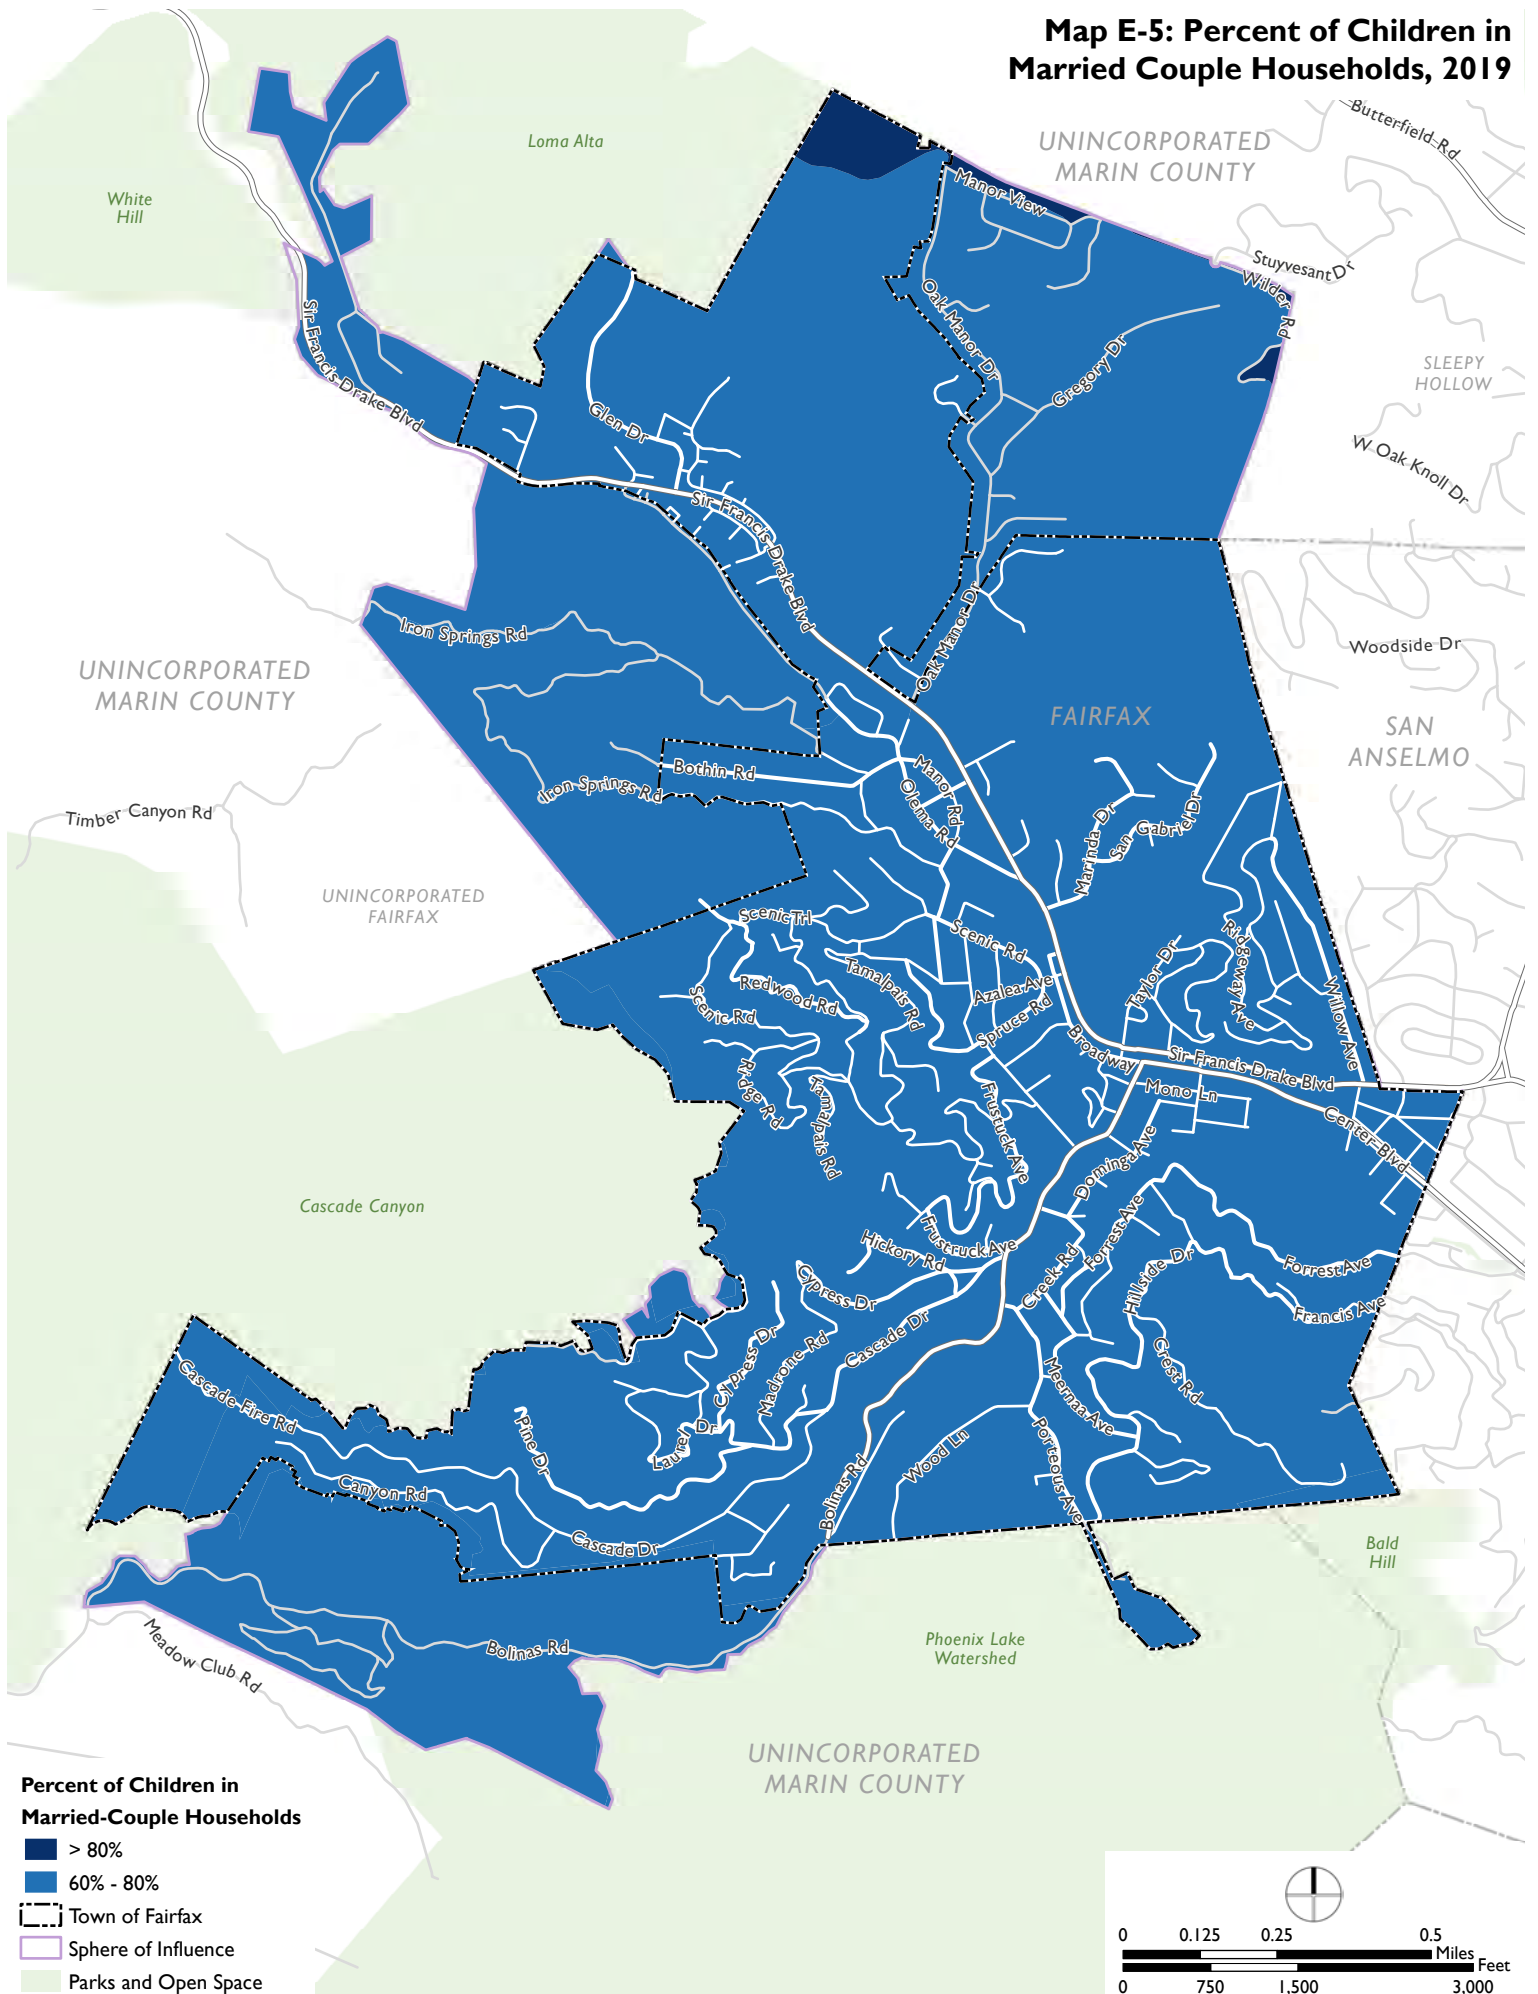 Map E-5: Percent of Children in
Married Couple Households, 2019
Butterfield Rd
UNINCORPORATED
MARIN COUNTY
Loma Alta
White
Hill
Manor View
Stuyvesant Dr
Wilder Rd
Oak Manor Dr
Sir Francis Drake Blvd
Gregory Dr
SLEEPY
HOLLOW
Glen Dr
W Oak Knoll Dr
Sir Francis Drake Blvd
Oak Manor Dr
Iron Springs Rd
Woodside Dr
UNINCORPORATED
MARIN COUNTY
FAIRFAX
SAN
ANSELMO
Bothin Rd
Manor Rd
Iron Springs Rd
Olema Rd
Timber Canyon Rd
Marinda Dr
San Gabriel Dr
UNINCORPORATED
FAIRFAX
Scenic Trl
Scenic Rd
Ridgeway Ave
Taylor Dr
Tamalpais Rd
Redwood Rd
Azalea Ave
Scenic Rd
Spruce Rd
Willow Ave
Broadway
Sir Francis Drake Blvd
Ridge Rd
Tamalpais Rd
Frustuck Ave
Mono Ln
Center Blvd
Dominga Ave
Cascade Canyon
Forrest Ave
Frustruck Ave
Hickory Rd
Creek Rd
Hillside Dr
Forrest Ave
Cypress Dr
Francis Ave
Cascade Dr
Cypress Dr
Madrone Rd
Crest Rd
Meernaa Ave
Cascade Fire Rd
Pine Dr
Laurel Dr
Wood Ln
Porteous Ave
Canyon Rd
Bolinas Rd
Cascade Dr
Bald
Hill
Meadow Club Rd
Bolinas Rd
Phoenix Lake
Watershed
UNINCORPORATED
MARIN COUNTY
Percent of Children in
Married-Couple Households
> 80%
60% - 80%
Town of Fairfax
Sphere of Influence
Parks and Open Space
0 0.125 0.25 0.5
Miles
Feet
0 750 1,500 3,000